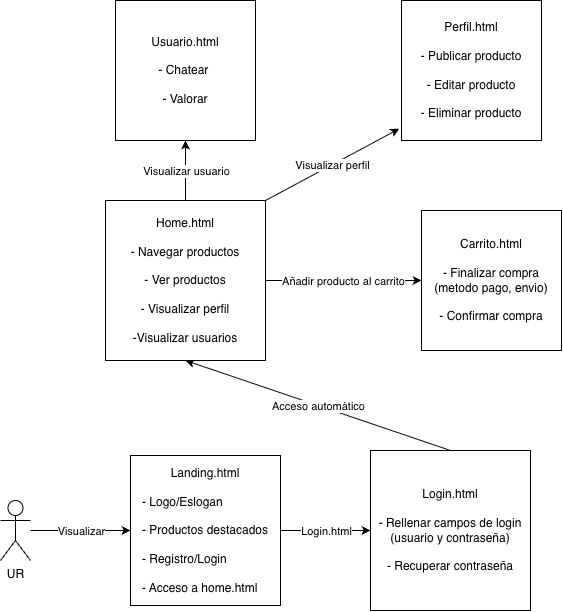 Usuario.html
- Chatear
- Valorar
Perfil.html
- Publicar producto
- Editar producto
- Eliminar producto
Visualizar usuario
Visualizar perfil
Home.html
- Navegar productos
- Ver productos
- Visualizar perfil
-Visualizar usuarios
Añadir producto al carrito
Carrito.html
- Finalizar compra
(metodo pago, envio)
- Confirmar compra
Acceso automático
UR
Visualizar
Landing.html
- Logo/Eslogan
- Productos destacados
- Registro/Login
- Acceso a home.html
Login.html
Login.html
- Rellenar campos de login
(usuario y contraseña)
- Recuperar contraseña